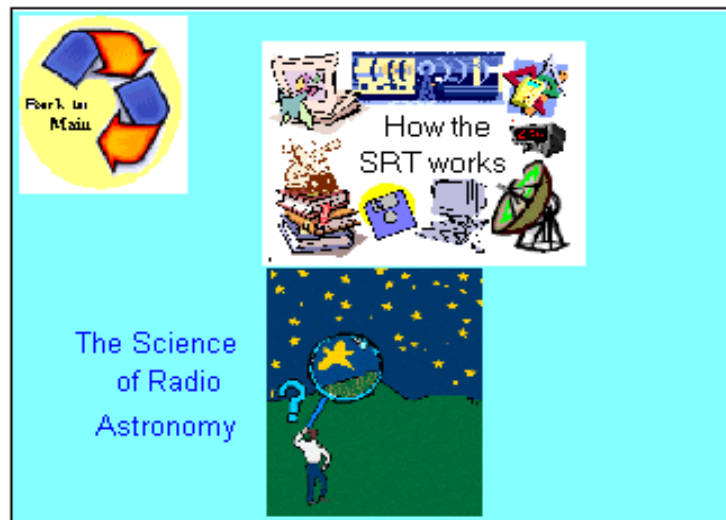 Back to
Main
How the
SRT works
The Science
of Radio
Astronomy
?